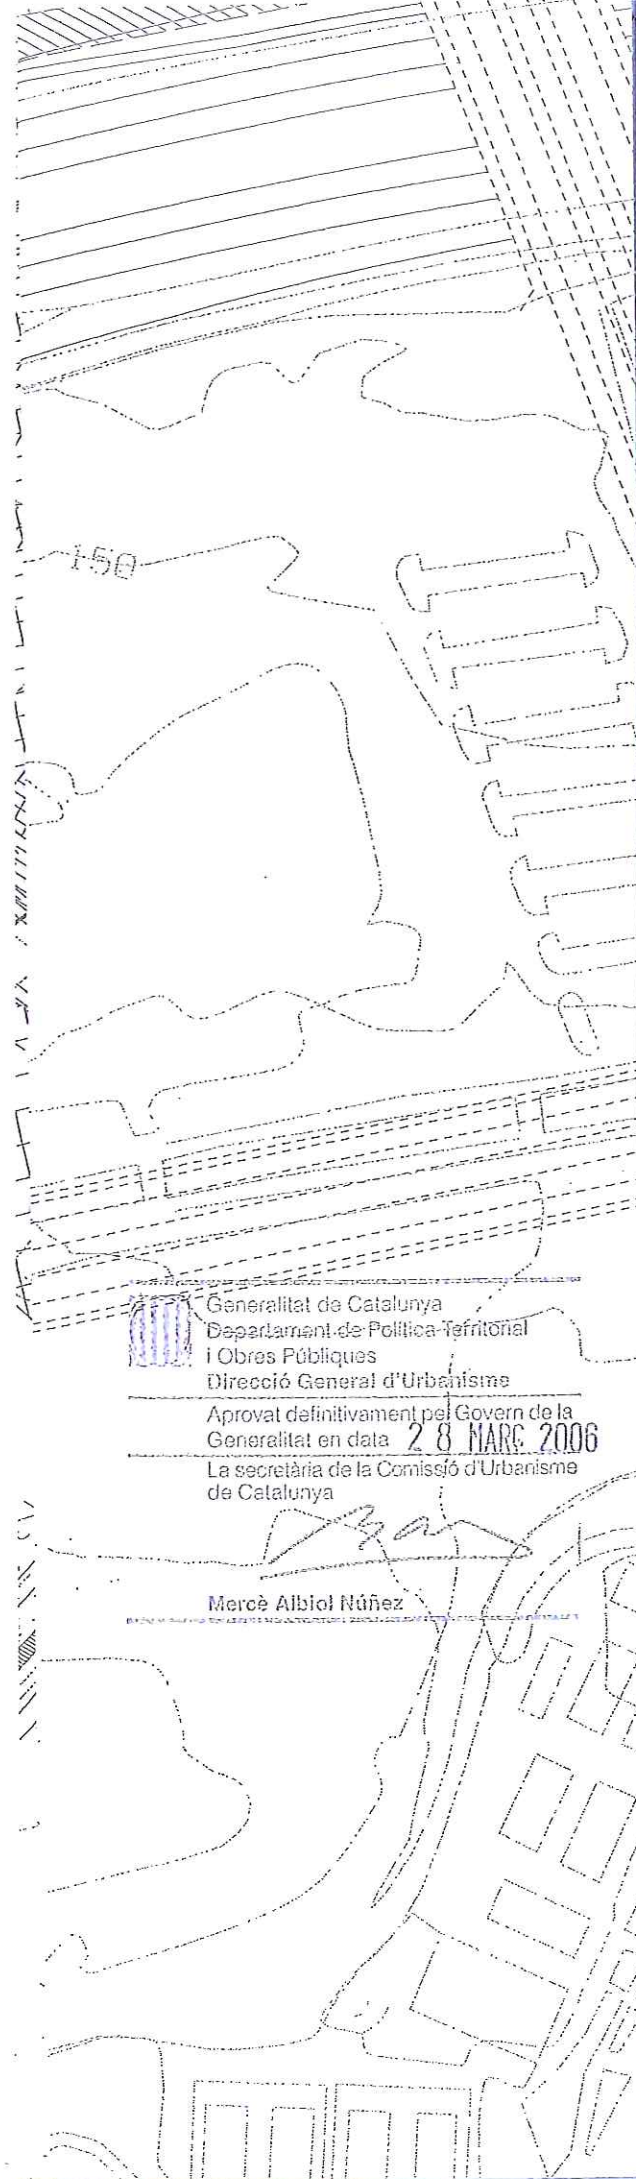 150
Generalitat de Catalunya
Departament de Política Territorial
i Obres Públiques
Direcció General d'Urbanisme
Aprovat definitivament pel Govern de la
Generalitat en data 28 MARÇ 2006
La secretària de la Comissió d'Urbanisme
de Catalunya
Mercè Albiol Núñez